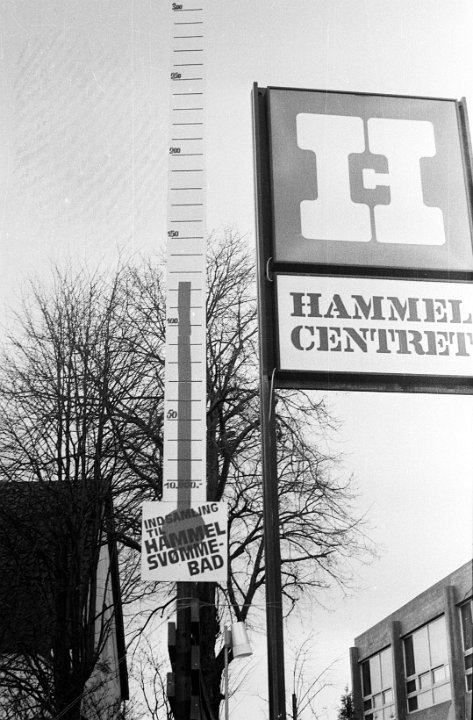 300
250
200
150
100
50
10.000.-
INDSAMLING
TIL
HAMMEL
SVØMME-
BAD
HC
HAMMEL
CENTRET